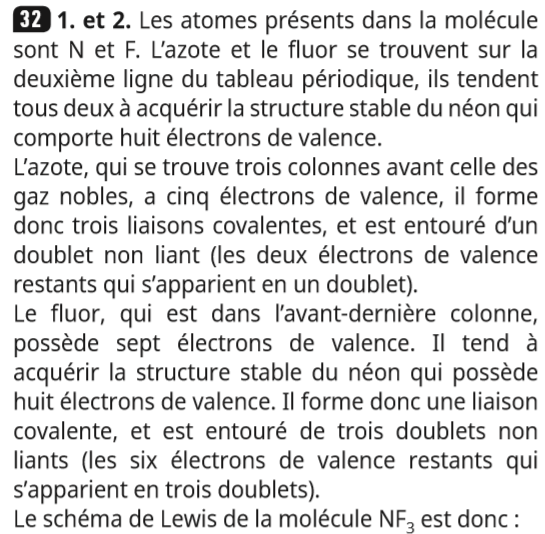 32 1. et 2. Les atomes présents dans la molécule
sont N et F. L’azote et le fluor se trouvent sur la
deuxième ligne du tableau périodique, ils tendent
tous deux à acquérir la structure stable du néon qui
comporte huit électrons de valence.
L’azote, qui se trouve trois colonnes avant celle des
gaz nobles, a cinq électrons de valence, il forme
donc trois liaisons covalentes, et est entouré d’un
doublet non liant (les deux électrons de valence
restants qui s’apparient en un doublet).
Le fluor, qui est dans l’avant-dernière colonne,
possède sept électrons de valence. Il tend à
acquérir la structure stable du néon qui possède
huit électrons de valence. Il forme donc une liaison
covalente, et est entouré de trois doublets non
liants (les six électrons de valence restants qui
s’apparient en trois doublets).
Le schéma de Lewis de la molécule NF₃ est donc :